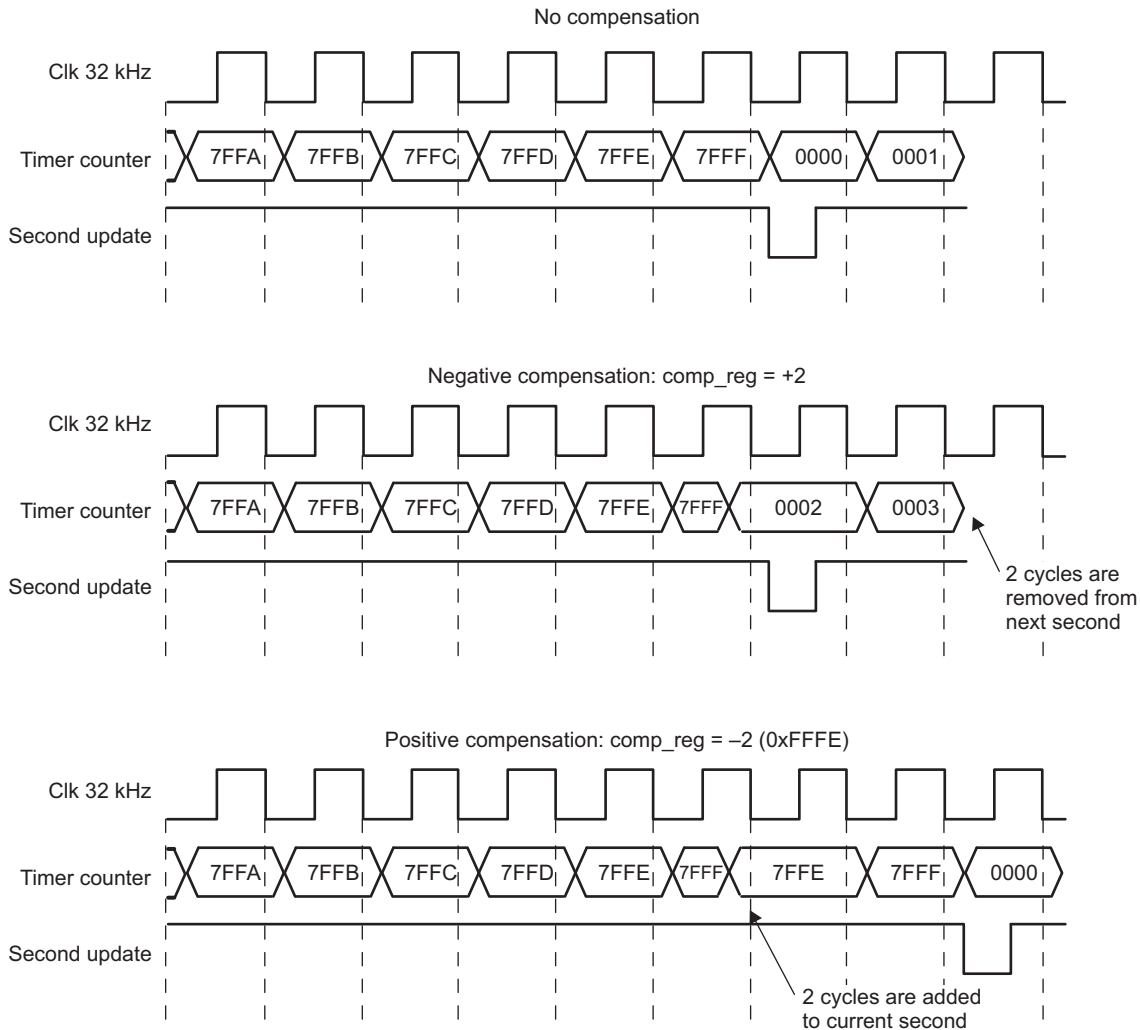 No compensation
Clk 32 kHz
Timer counter 7FFA 7FFB 7FFC 7FFD 7FFE 7FFF 0000 0001
Second update
Negative compensation: comp_reg = +2
Clk 32 kHz
Timer counter 7FFA 7FFB 7FFC 7FFD 7FFE 7FFF 0002 0003
Second update
2 cycles are
removed from
next second
Positive compensation: comp_reg = –2 (0xFFFE)
Clk 32 kHz
Timer counter 7FFA 7FFB 7FFC 7FFD 7FFE 7FFF 7FFE 7FFF 0000
Second update
2 cycles are added
to current second